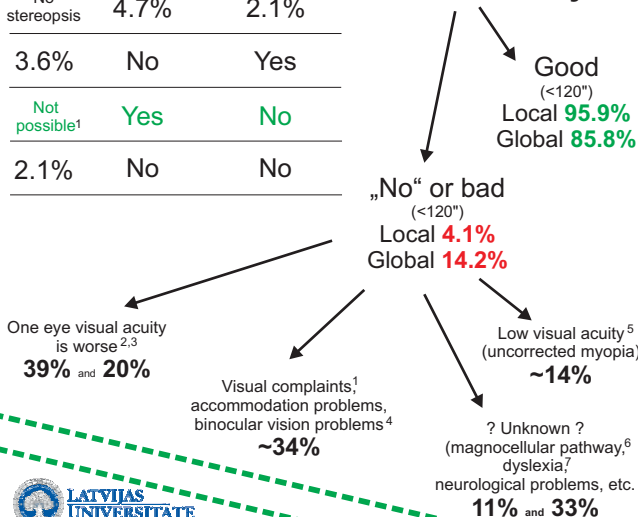 No
stereopsis 4.7% 2.1%
3.6% No Yes
Not
possible¹ Yes No
2.1% No No
Good
(<120")
Local 95.9%
Global 85.8%
„No“ or bad
(<120")
Local 4.1%
Global 14.2%
One eye visual acuity
is worse ²,³
39% and 20%
Visual complaints,¹
accommodation problems,
binocular vision problems ⁴
~34%
Low visual acuity ⁵
(uncorrected myopia)
~14%
? Unknown ?
(magnocellular pathway,⁶
dyslexia,⁷
neurological problems, etc.
11% and 33%
LATVIJAS
UNIVERSITATE